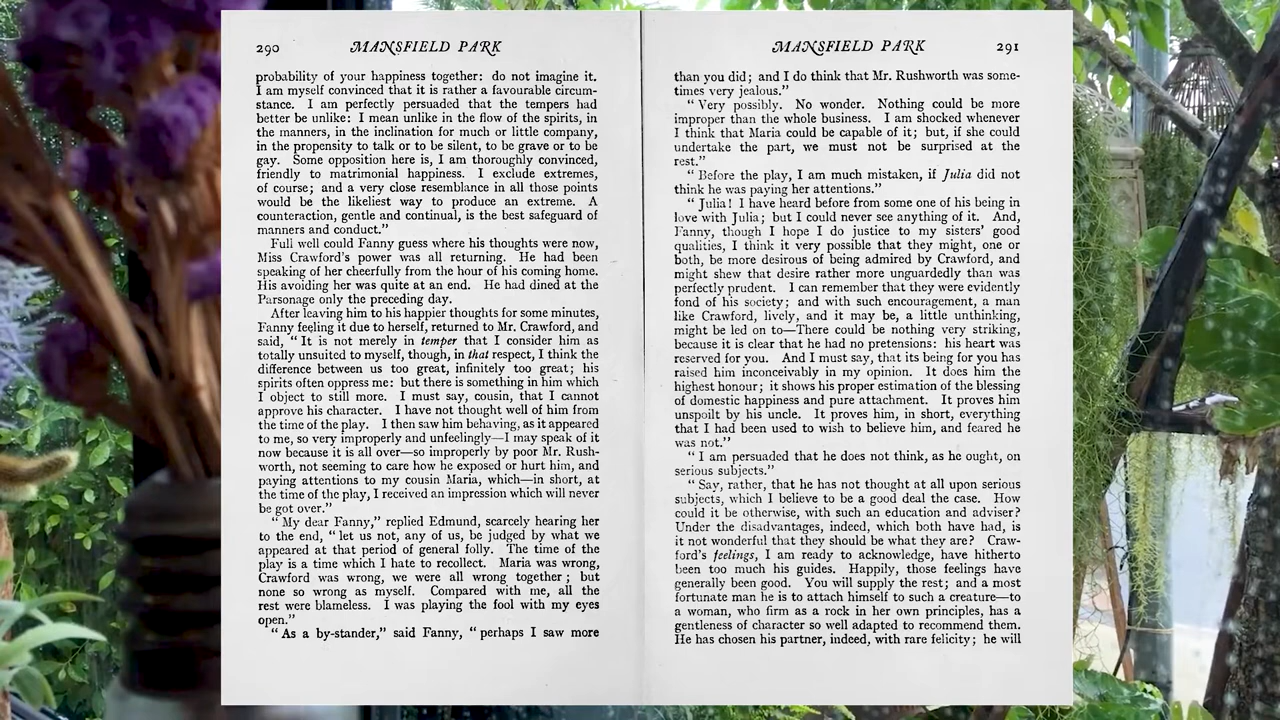 290 MANSFIELD PARK
probability of your happiness together: do not imagine it.
I am myself convinced that it is rather a favourable circum-
stance. I am perfectly persuaded that the tempers had
better be unlike: I mean unlike in the flow of the spirits, in
the manners, in the inclination for much or little company,
in the propensity to talk or to be silent, to be grave or to be
gay. Some opposition here is, I am thoroughly convinced,
friendly to matrimonial happiness. I exclude extremes,
of course; and a very close resemblance in all those points
would be the likeliest way to produce an extreme. A
counteraction, gentle and continual, is the best safeguard of
manners and conduct.”
Full well could Fanny guess where his thoughts were now,
Miss Crawford’s power was all returning. He had been
speaking of her cheerfully from the hour of his coming home.
His avoiding her was quite at an end. He had dined at the
Parsonage only the preceding day.
After leaving him to his happier thoughts for some minutes,
Fanny feeling it due to herself, returned to Mr. Crawford, and
said, “It is not merely in temper that I consider him as
totally unsuited to myself, though, in that respect, I think the
difference between us too great, infinitely too great; his
spirits often oppress me: but there is something in him which
I object to still more. I must say, cousin, that I cannot
approve his character. I have not thought well of him from
the time of the play. I then saw him behaving, as it appeared
to me, so very improperly and unfeelingly—I may speak of it
now because it is all over—so improperly by poor Mr. Rush-
worth, not seeming to care how he exposed or hurt him, and
paying attentions to my cousin Maria, which—in short, at
the time of the play, I received an impression which will never
be got over.”
“My dear Fanny,” replied Edmund, scarcely hearing her
to the end, “let us not, any of us, be judged by what we
appeared at that period of general folly. The time of the
play is a time which I hate to recollect. Maria was wrong,
Crawford was wrong, we were all wrong together; but
none so wrong as myself. Compared with me, all the
rest were blameless. I was playing the fool with my eyes
open.”
“As a by-stander,” said Fanny, “perhaps I saw more
MANSFIELD PARK 291
than you did; and I do think that Mr. Rushworth was some-
times very jealous.”
“Very possibly. No wonder. Nothing could be more
improper than the whole business. I am shocked whenever
I think that Maria could be capable of it; but, if she could
undertake the part, we must not be surprised at the
rest.”
“Before the play, I am much mistaken, if Julia did not
think he was paying her attentions.”
“Julia! I have heard before from some one of his being in
love with Julia; but I could never see anything of it. And,
Fanny, though I hope I do justice to my sisters’ good
qualities, I think it very possible that they might, one or
both, be more desirous of being admired by Crawford, and
might shew that desire rather more unguardedly than was
perfectly prudent. I can remember that they were evidently
fond of his society; and with such encouragement, a man
like Crawford, lively, and it may be, a little unthinking,
might be led on to—There could be nothing very striking,
because it is clear that he had no pretensions: his heart was
reserved for you. And I must say, that its being for you has
raised him inconceivably in my opinion. It does him the
highest honour; it shows his proper estimation of the blessing
of domestic happiness and pure attachment. It proves him
unspoilt by his uncle. It proves him, in short, everything
that I had been used to wish to believe him, and feared he
was not.”
“I am persuaded that he does not think, as he ought, on
serious subjects.”
“Say, rather, that he has not thought at all upon serious
subjects, which I believe to be a good deal the case. How
could it be otherwise, with such an education and adviser?
Under the disadvantages, indeed, which both have had, is
it not wonderful that they should be what they are? Craw-
ford’s feelings, I am ready to acknowledge, have hitherto
been too much his guides. Happily, those feelings have
generally been good. You will supply the rest; and a most
fortunate man he is to attach himself to such a creature—to
a woman, who firm as a rock in her own principles, has a
gentleness of character so well adapted to recommend them.
He has chosen his partner, indeed, with rare felicity; he will